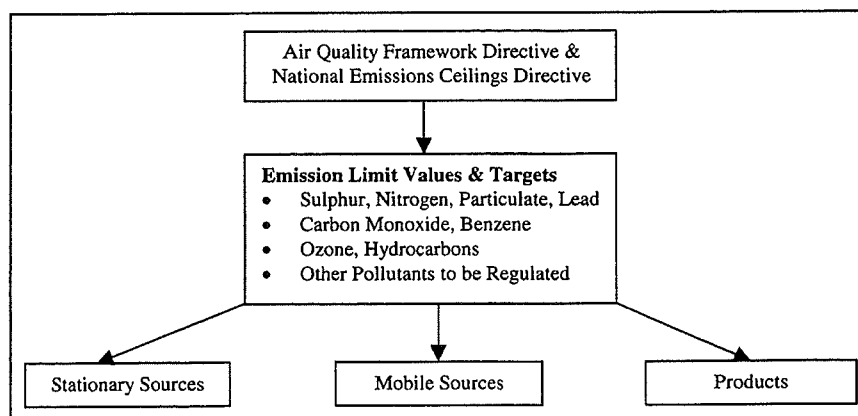 Air Quality Framework Directive &
National Emissions Ceilings Directive
Emission Limit Values & Targets
• Sulphur, Nitrogen, Particulate, Lead
• Carbon Monoxide, Benzene
• Ozone, Hydrocarbons
• Other Pollutants to be Regulated
Stationary Sources
Mobile Sources
Products